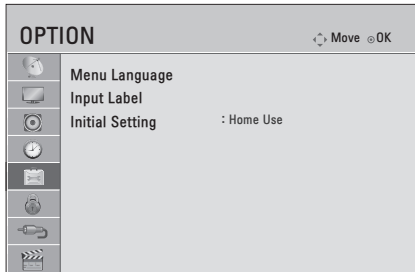 OPTION
Move OK
Menu Language
Input Label
Initial Setting : Home Use